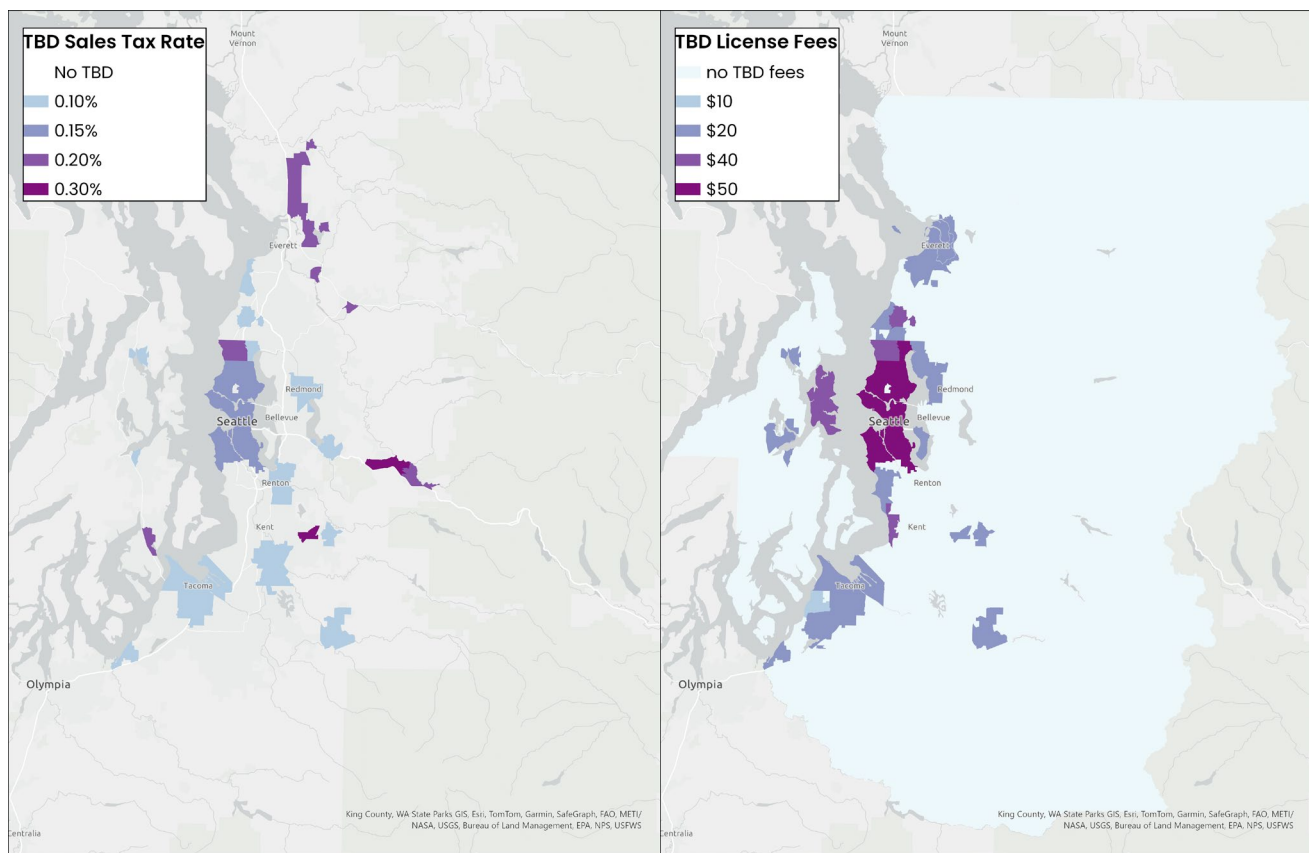 TBD Sales Tax Rate
No TBD
0.10%
0.15%
0.20%
0.30%
Mount
Vernon
Everett
Redmond
Bellevue
Seattle
Renton
Kent
Tacoma
Olympia
Centralia
King County, WA State Parks GIS, Esri, TomTom, Garmin, SafeGraph, FAO, METI/
NASA, USGS, Bureau of Land Management, EPA, NPS, USFWS
TBD License Fees
no TBD fees
$10
$20
$40
$50
Mount
Vernon
Everett
Redmond
Bellevue
Seattle
Renton
Kent
Tacoma
Olympia
Centralia
King County, WA State Parks GIS, Esri, TomTom, Garmin, SafeGraph, FAO, METI/
NASA, USGS, Bureau of Land Management, EPA, NPS, USFWS